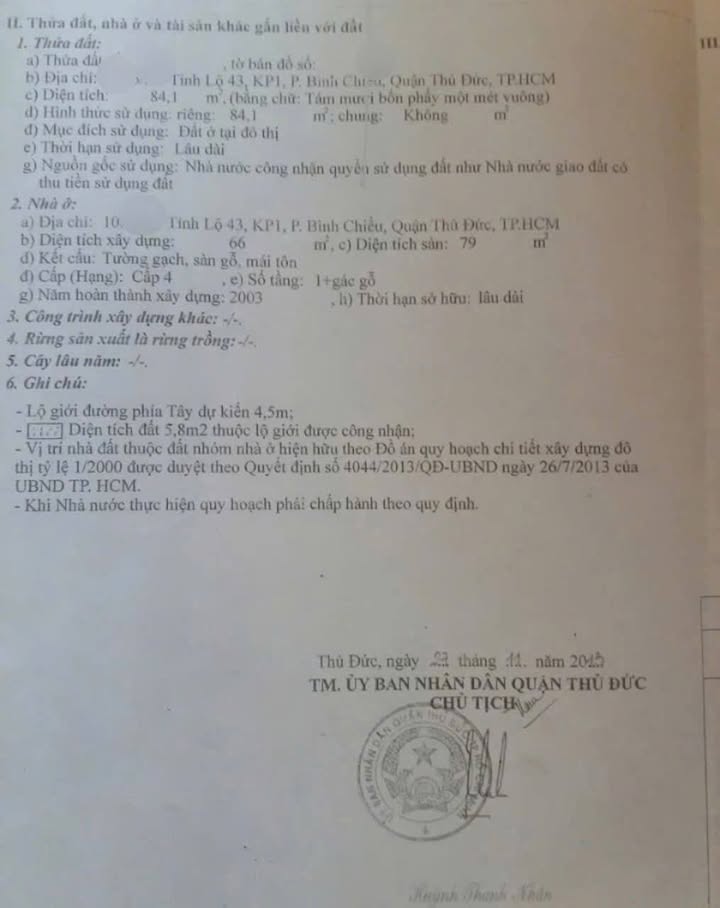 II. Thửa đất, nhà ở và tài sản khác gắn liền với đất
III
1. Thửa đất:
a) Thửa đất , tờ bản đồ số:
b) Địa chỉ: Tỉnh Lộ 43, KP1, P. Bình Chiểu, Quận Thủ Đức, TP.HCM
c) Diện tích: 84,1 m², (bằng chữ: Tám mươi bốn phẩy một mét vuông)
d) Hình thức sử dụng: riêng: 84,1 m²; chung: Không m²
đ) Mục đích sử dụng: Đất ở tại đô thị
e) Thời hạn sử dụng: Lâu dài
g) Nguồn gốc sử dụng: Nhà nước công nhận quyền sử dụng đất như Nhà nước giao đất có
thu tiền sử dụng đất
2. Nhà ở:
a) Địa chỉ: 10. Tỉnh Lộ 43, KP1, P. Bình Chiểu, Quận Thủ Đức, TP.HCM
b) Diện tích xây dựng: 66 m², c) Diện tích sàn: 79 m²
d) Kết cấu: Tường gạch, sàn gỗ, mái tôn
đ) Cấp (Hạng): Cấp 4 , e) Số tầng: 1+gác gỗ
g) Năm hoàn thành xây dựng: 2003 , h) Thời hạn sở hữu: lâu dài
3. Công trình xây dựng khác: -/-.
4. Rừng sản xuất là rừng trồng: -/-.
5. Cây lâu năm: -/-.
6. Ghi chú:
- Lộ giới đường phía Tây dự kiến 4,5m;
- Diện tích đất 5,8m2 thuộc lộ giới được công nhận;
- Vị trí nhà đất thuộc đất nhóm nhà ở hiện hữu theo Đồ án quy hoạch chi tiết xây dựng đô
thị tỷ lệ 1/2000 được duyệt theo Quyết định số 4044/2013/QĐ-UBND ngày 26/7/2013 của
UBND TP. HCM.
- Khi Nhà nước thực hiện quy hoạch phải chấp hành theo quy định.
Thủ Đức, ngày tháng 11. năm 2013
TM. ỦY BAN NHÂN DÂN QUẬN THỦ ĐỨC
CHỦ TỊCH
ỦY BAN NHÂN DÂN QUẬN THỦ ĐỨC
Huỳnh Thanh Nhân